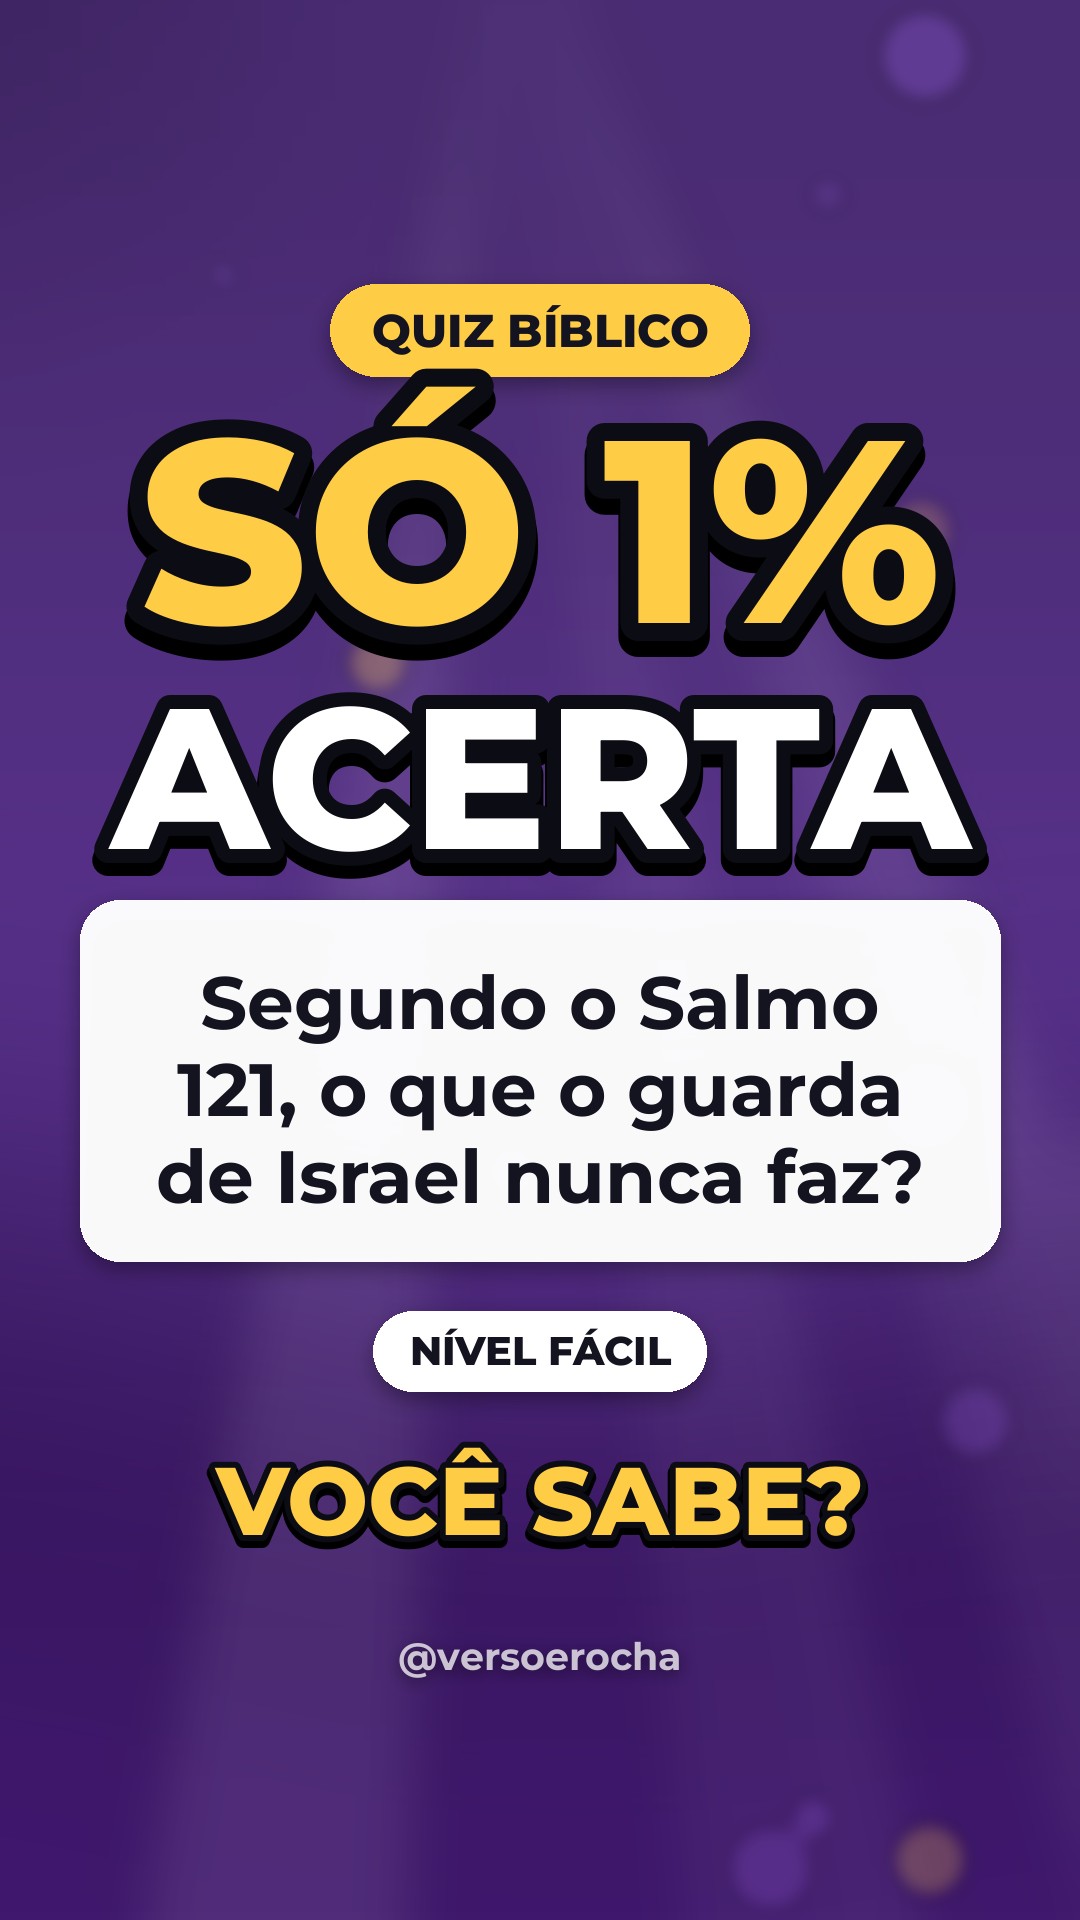 QUIZ BÍBLICO
SÓ 1%
ACERTA
Segundo o Salmo
121, o que o guarda
de Israel nunca faz?
NÍVEL FÁCIL
VOCÊ SABE?
@versoerocha